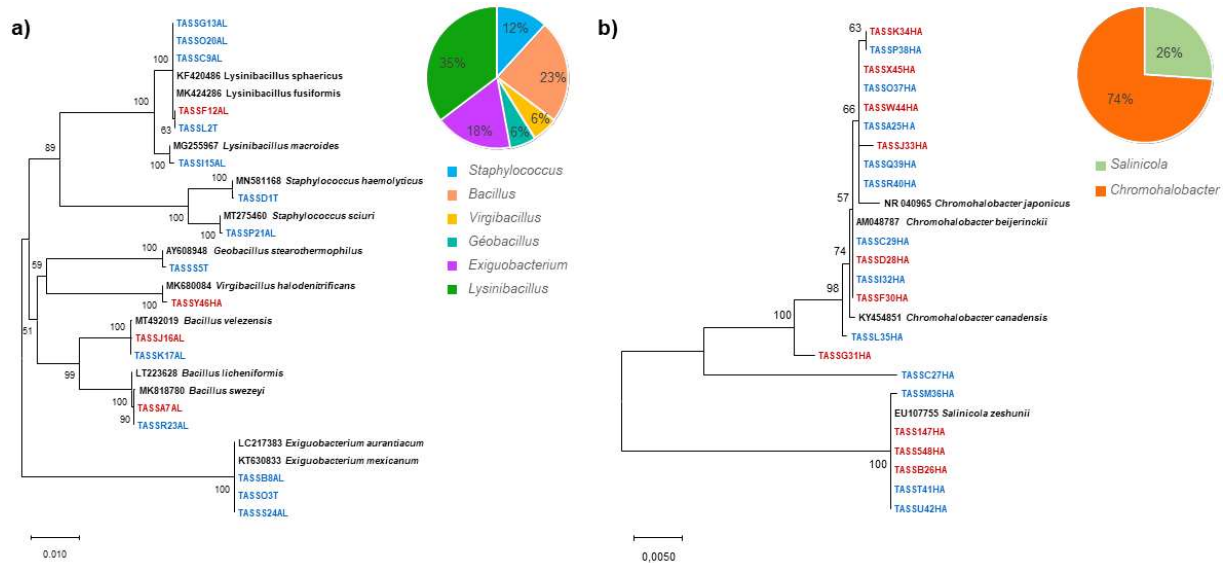 a)
TASSG13AL
TASSO20AL
TASSC9AL
KF420486 Lysinibacillus sphaericus
MK424286 Lysinibacillus fusiformis
TASSF12AL
TASSL2T
MG255967 Lysinibacillus macroides
TASSI15AL
MN581168 Staphylococcus haemolyticus
TASSD1T
MT275460 Staphylococcus sciuri
TASSP21AL
AY608948 Geobacillus stearothermophilus
TASSS5T
MK680084 Virgibacillus halodenitrificans
TASSY46HA
MT492019 Bacillus velezensis
TASSJ16AL
TASSK17AL
LT223628 Bacillus licheniformis
MK818780 Bacillus swezeyi
TASSA7AL
TASSR23AL
LC217383 Exiguobacterium aurantiacum
KT630833 Exiguobacterium mexicanum
TASSB8AL
TASSO3T
TASSS24AL
100
100
63
100
89
100
100
100
100
59
100
51
100
99
100
90
100
0.010
12%
23%
6%
6%
18%
35%
Staphylococcus
Bacillus
Virgibacillus
Géobacillus
Exiguobacterium
Lysinibacillus
b)
TASSK34HA
TASSP38HA
TASSX45HA
TASSO37HA
TASSW44HA
TASSA25HA
TASSJ33HA
TASSQ39HA
TASSR40HA
NR 040965 Chromohalobacter japonicus
AM048787 Chromohalobacter beijerinckii
TASSC29HA
TASSD28HA
TASSI32HA
TASSF30HA
KY454851 Chromohalobacter canadensis
TASSL35HA
TASSG31HA
TASSC27HA
TASSM36HA
EU107755 Salinicola zeshunii
TASS147HA
TASS548HA
TASSB26HA
TASST41HA
TASSU42HA
63
66
57
74
98
100
100
0,0050
26%
74%
Salinicola
Chromohalobacter